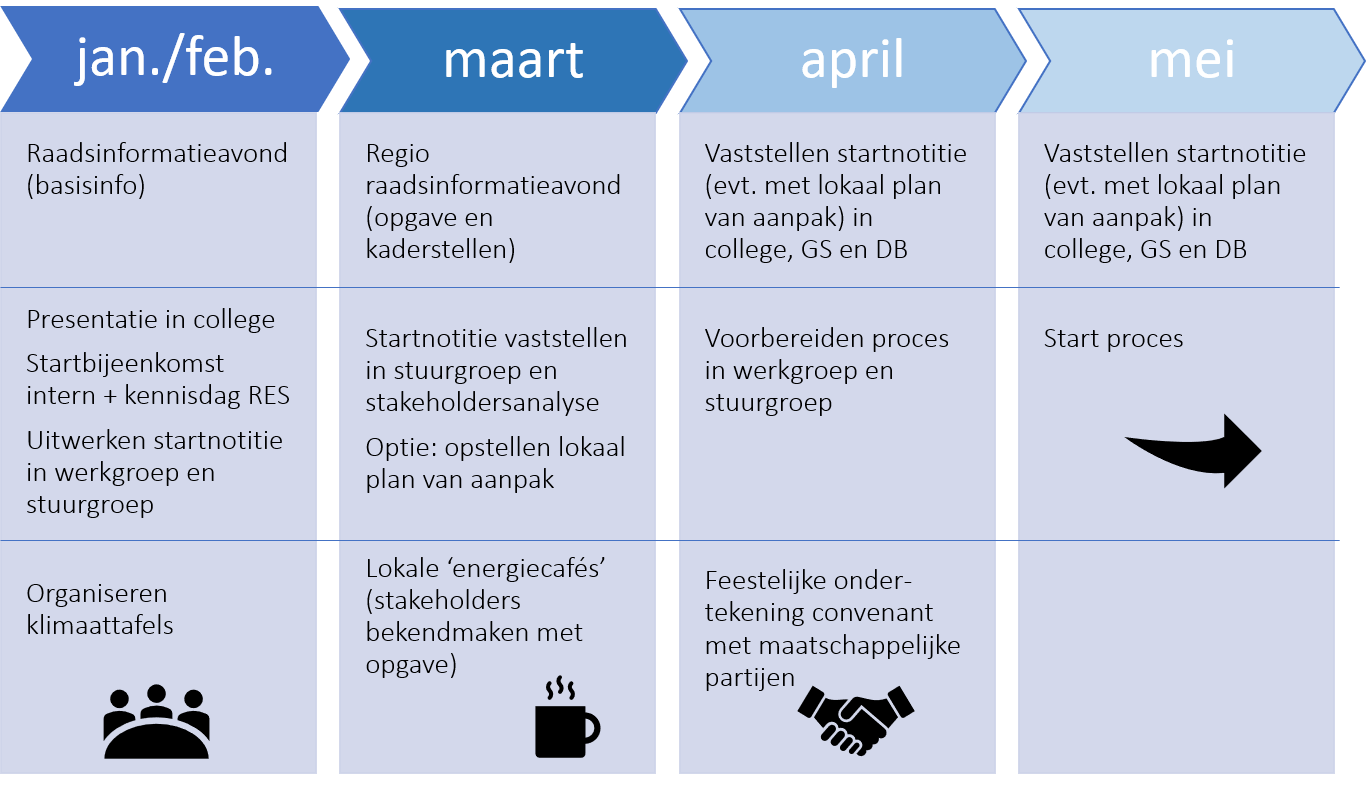 jan./feb.
maart
april
mei
Raadsinformatieavond
(basisinfo)
Regio
raadsinformatieavond
(opgave en
kaderstellen)
Vaststellen startnotitie
(evt. met lokaal plan
van aanpak) in
college, GS en DB
Vaststellen startnotitie
(evt. met lokaal plan
van aanpak) in
college, GS en DB
Presentatie in college
Startbijeenkomst
intern + kennisdag RES
Uitwerken startnotitie
in werkgroep en
stuurgroep
Startnotitie vaststellen
in stuurgroep en
stakeholdersanalyse
Optie: opstellen lokaal
plan van aanpak
Voorbereiden proces
in werkgroep en
stuurgroep
Start proces
Organiseren
klimaattafels
Lokale ‘energiecafés’
(stakeholders
bekendmaken met
opgave)
Feestelijke onder-
tekening convenant
met maatschappelijke
partijen